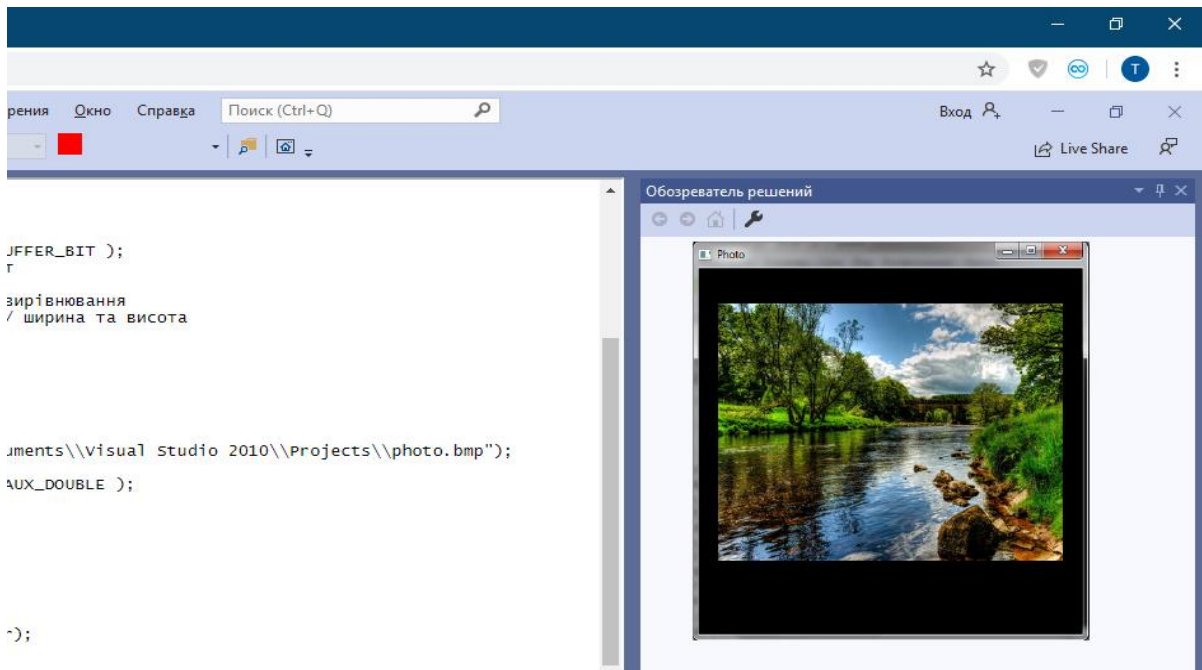 T
рения Окно Справка Поиск (Ctrl+Q) Вход
Live Share
Обозреватель решений
Photo
UFFER_BIT );
т
вирівнювання
/ ширина та висота
uments\\Visual Studio 2010\\Projects\\photo.bmp");
AUX_DOUBLE );
r);